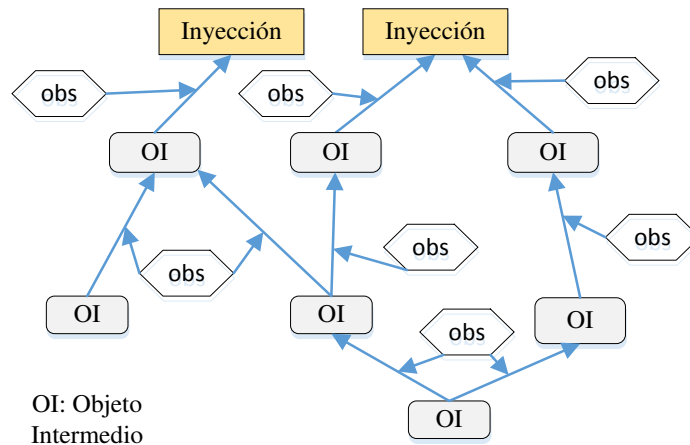 Inyección
Inyección
obs
obs
obs
OI
OI
OI
obs
obs
obs
OI
OI
OI
obs
OI
OI: Objeto
Intermedio